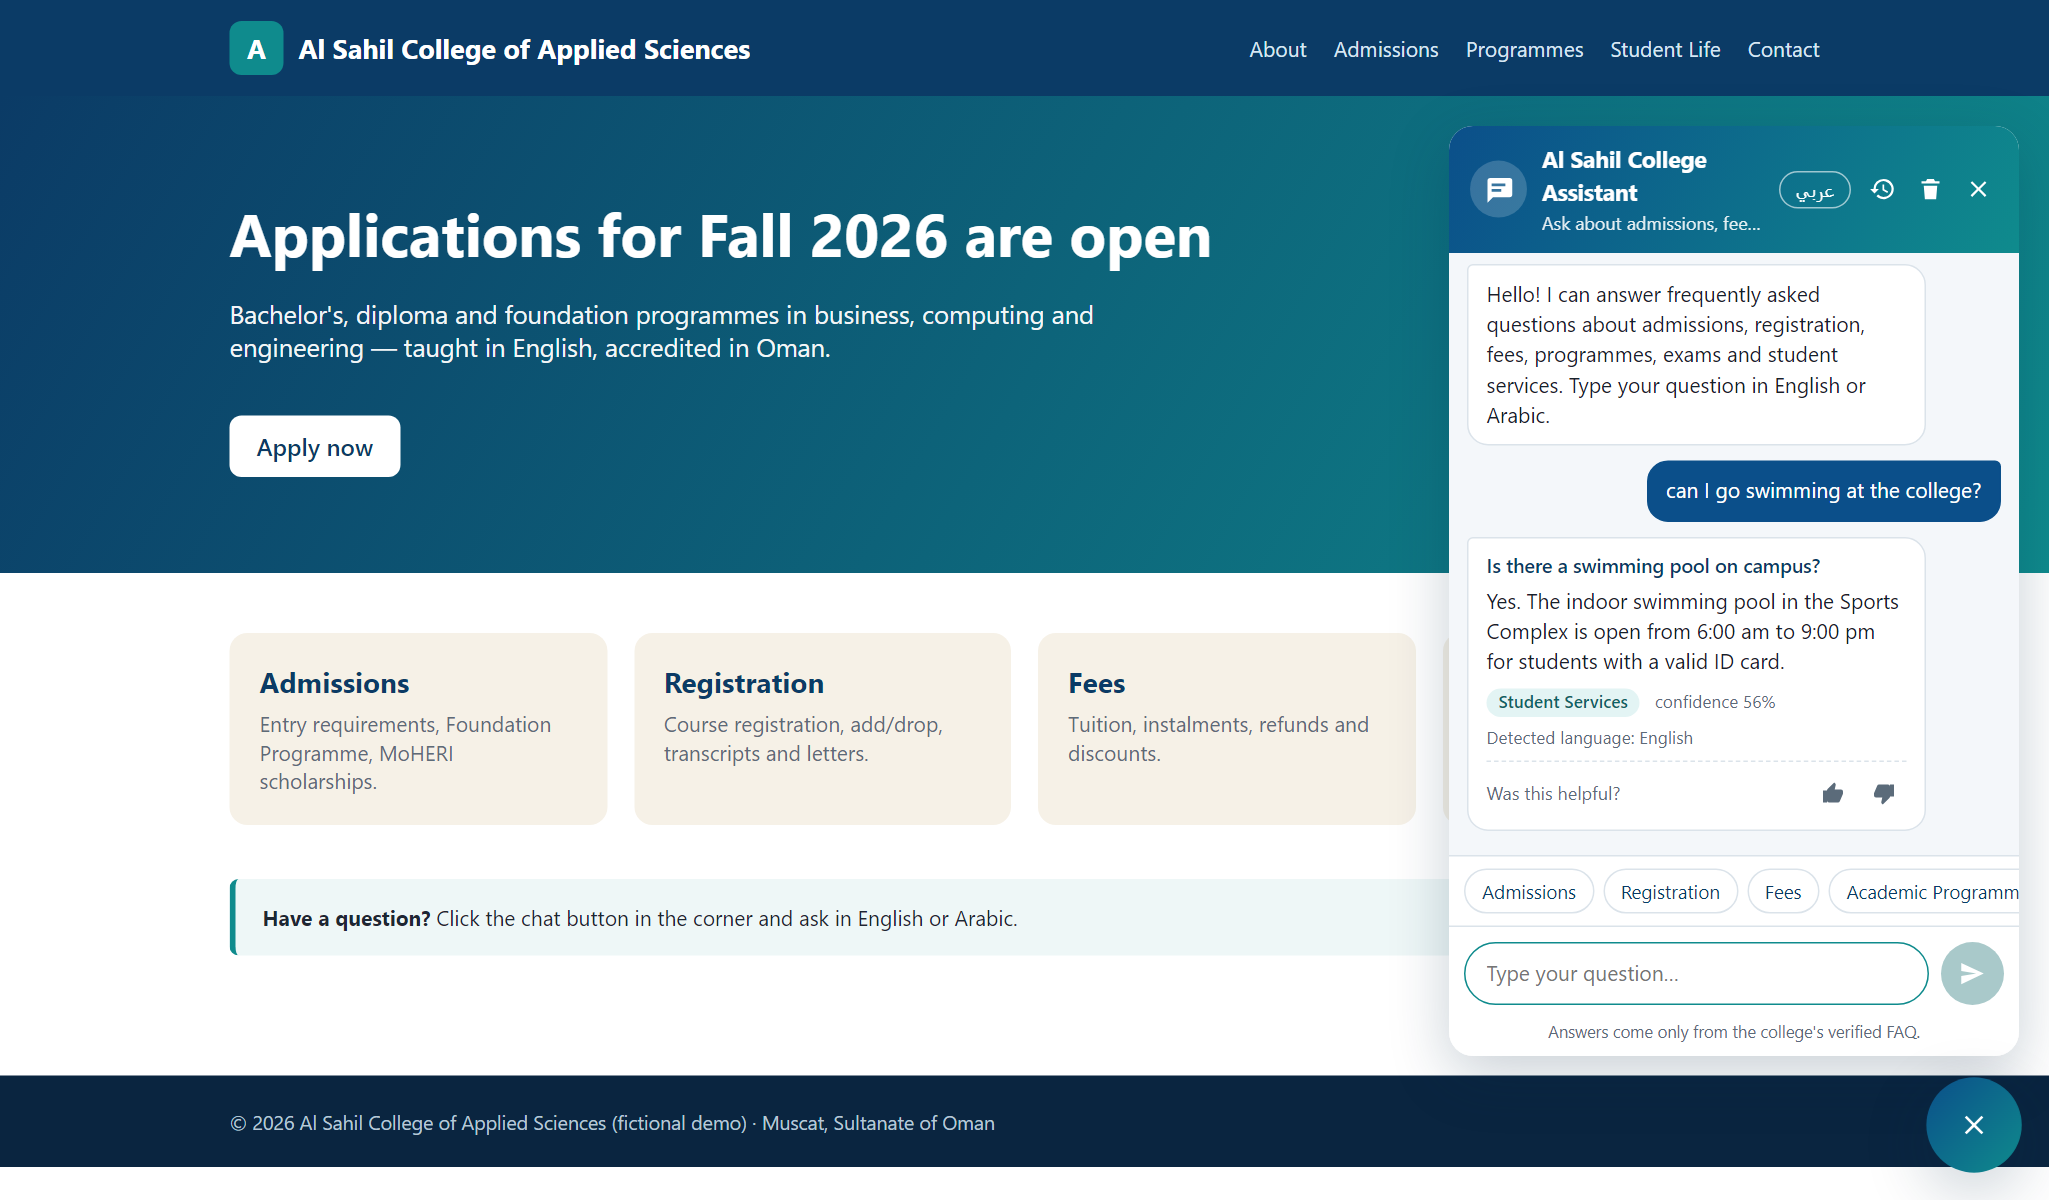 A
Al Sahil College of Applied Sciences
About
Admissions
Programmes
Student Life
Contact
Applications for Fall 2026 are open
Bachelor's, diploma and foundation programmes in business, computing and
engineering — taught in English, accredited in Oman.
Apply now
Admissions
Entry requirements, Foundation
Programme, MoHERI
scholarships.
Registration
Course registration, add/drop,
transcripts and letters.
Fees
Tuition, instalments, refunds and
discounts.
Have a question? Click the chat button in the corner and ask in English or Arabic.
© 2026 Al Sahil College of Applied Sciences (fictional demo) · Muscat, Sultanate of Oman
Al Sahil College
Assistant
Ask about admissions, fee...
عربي
Hello! I can answer frequently asked
questions about admissions, registration,
fees, programmes, exams and student
services. Type your question in English or
Arabic.
can I go swimming at the college?
Is there a swimming pool on campus?
Yes. The indoor swimming pool in the Sports
Complex is open from 6:00 am to 9:00 pm
for students with a valid ID card.
Student Services
confidence 56%
Detected language: English
Was this helpful?
Admissions
Registration
Fees
Academic Programm
Type your question...
Answers come only from the college's verified FAQ.